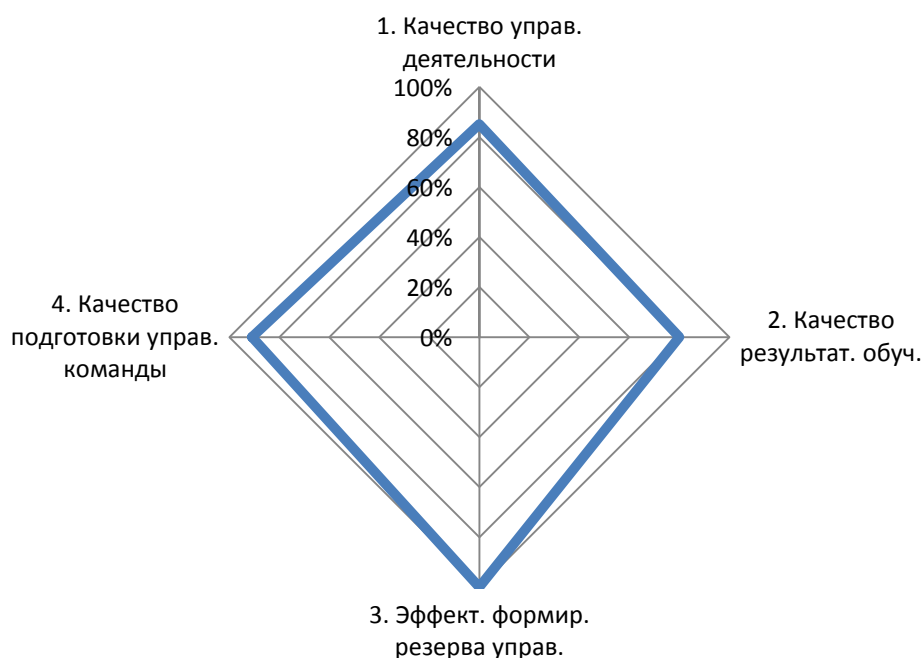 1. Качество управ.
деятельности
100%
80%
60%
40%
20%
0%
2. Качество
результат. обуч.
3. Эффект. формир.
резерва управ.
4. Качество
подготовки управ.
команды